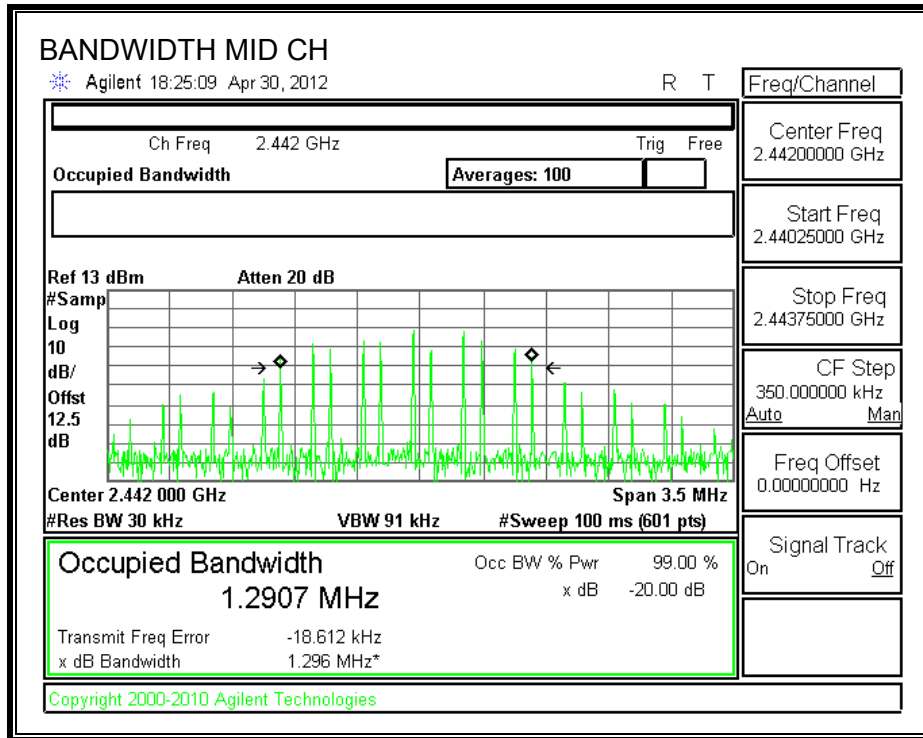 BANDWIDTH MID CH
Agilent 18:25:09 Apr 30, 2012 R T
Freq/Channel
Ch Freq 2.442 GHz Trig Free
Occupied Bandwidth Averages: 100
Center Freq
2.44200000 GHz
Start Freq
2.44025000 GHz
Stop Freq
2.44375000 GHz
CF Step
350.000000 kHz
Auto Man
Freq Offset
0.00000000 Hz
Signal Track
On Off
Ref 13 dBm Atten 20 dB
#Samp
Log
10
dB/
Offst
12.5
dB
Center 2.442 000 GHz Span 3.5 MHz
#Res BW 30 kHz VBW 91 kHz #Sweep 100 ms (601 pts)
Occupied Bandwidth
1.2907 MHz
Occ BW % Pwr 99.00 %
x dB -20.00 dB
Transmit Freq Error -18.612 kHz
x dB Bandwidth 1.296 MHz*
Copyright 2000-2010 Agilent Technologies